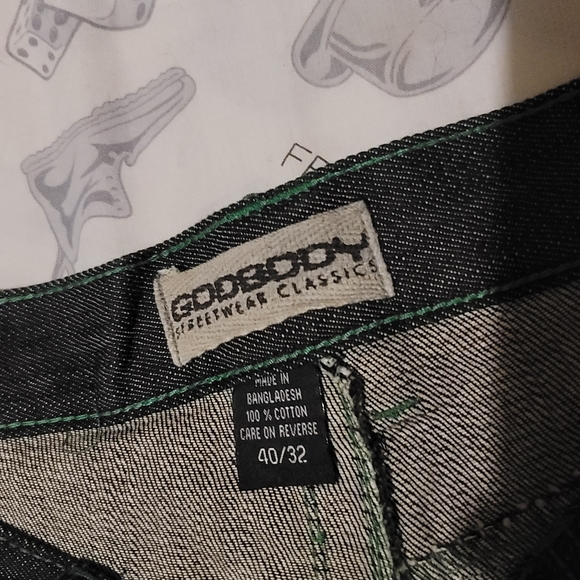 GODBODY
STREETWEAR CLASSICS
MADE IN
BANGLADESH
100 % COTTON
CARE ON REVERSE
40/32